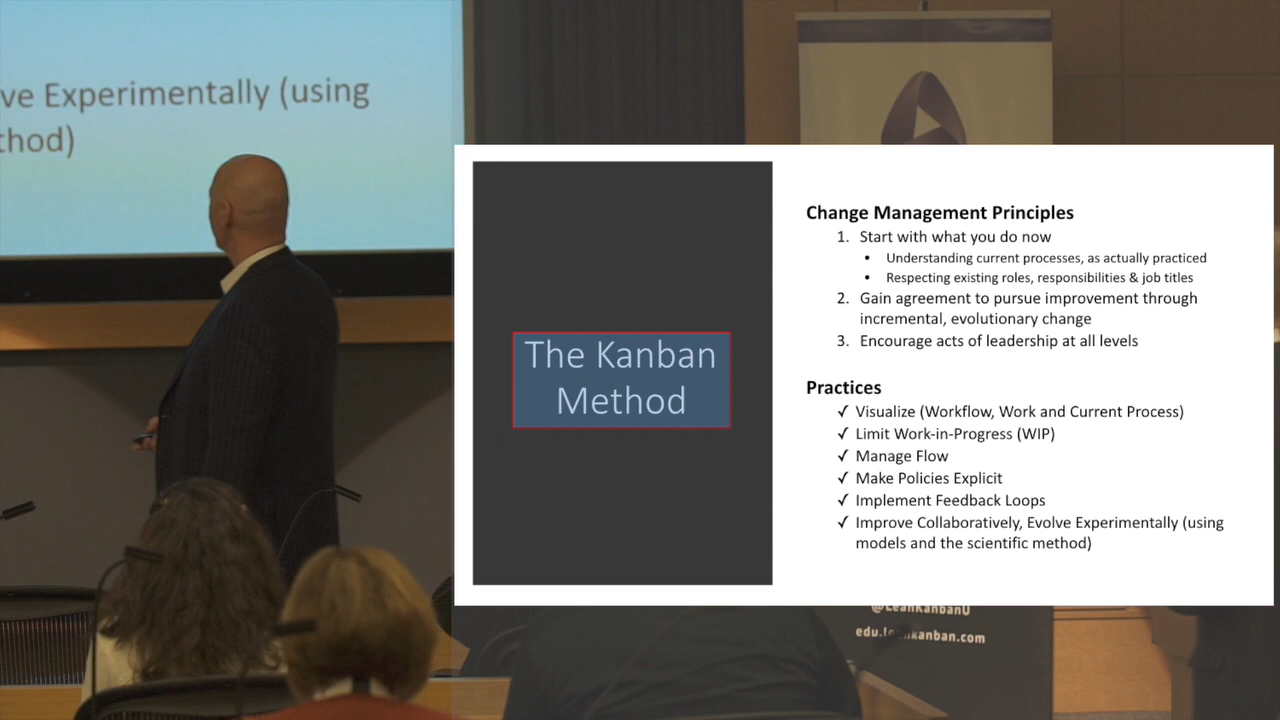 ve Experimentally (using
thod)
The Kanban
Method
Change Management Principles
1. Start with what you do now
• Understanding current processes, as actually practiced
• Respecting existing roles, responsibilities & job titles
2. Gain agreement to pursue improvement through
incremental, evolutionary change
3. Encourage acts of leadership at all levels
Practices
✓ Visualize (Workflow, Work and Current Process)
✓ Limit Work-in-Progress (WIP)
✓ Manage Flow
✓ Make Policies Explicit
✓ Implement Feedback Loops
✓ Improve Collaboratively, Evolve Experimentally (using
models and the scientific method)
@LeanKanbanU
edu.leankanban.com